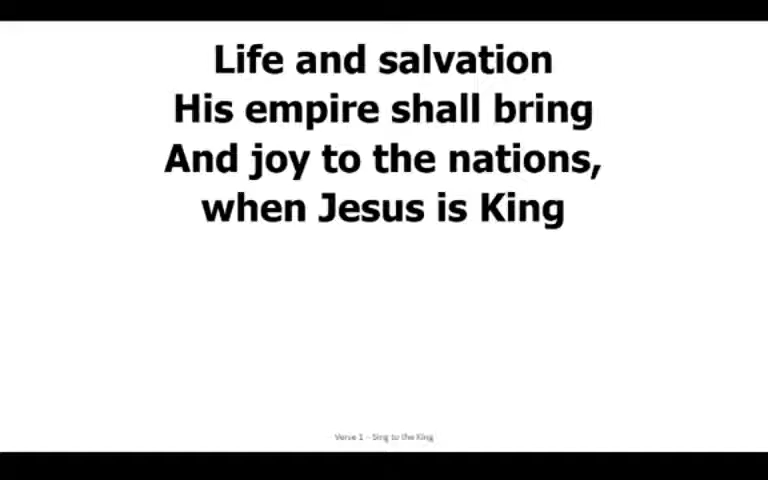 Life and salvation
His empire shall bring
And joy to the nations,
when Jesus is King
Verse 1 - Sing to the King